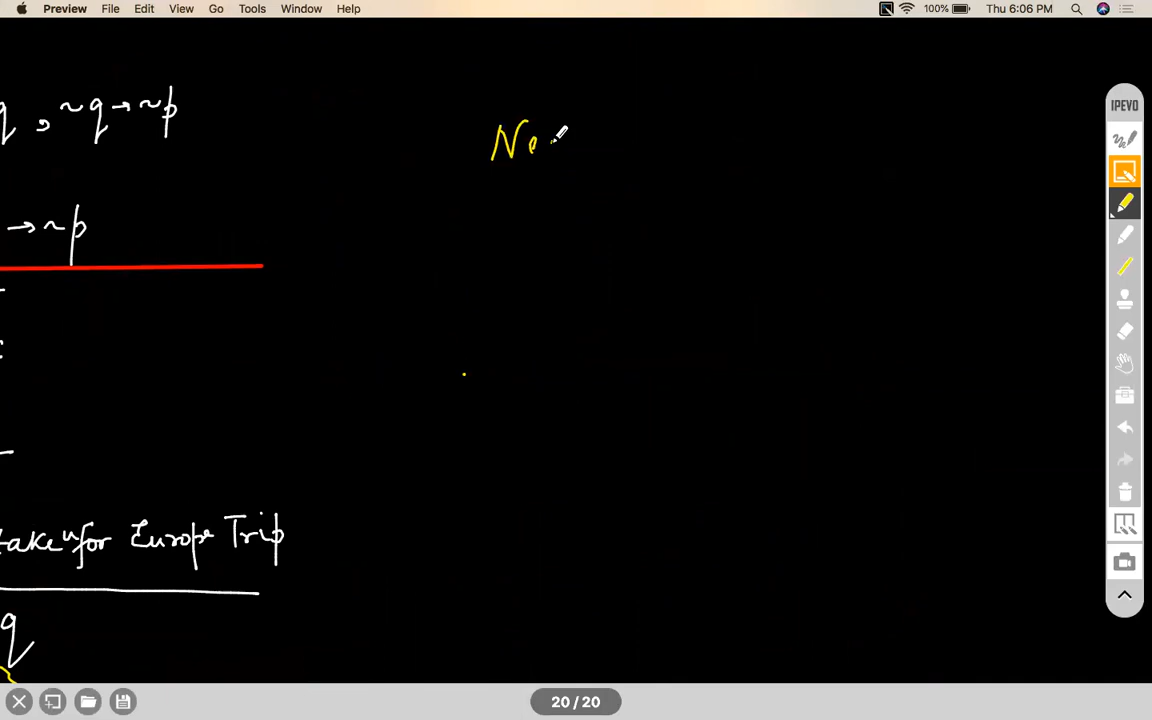 Preview File Edit View Go Tools Window Help 100% Thu 6:06 PM
IPEVO
q , ~q→~p
Ne
→~p
take u for Europe Trip
q
20 / 20